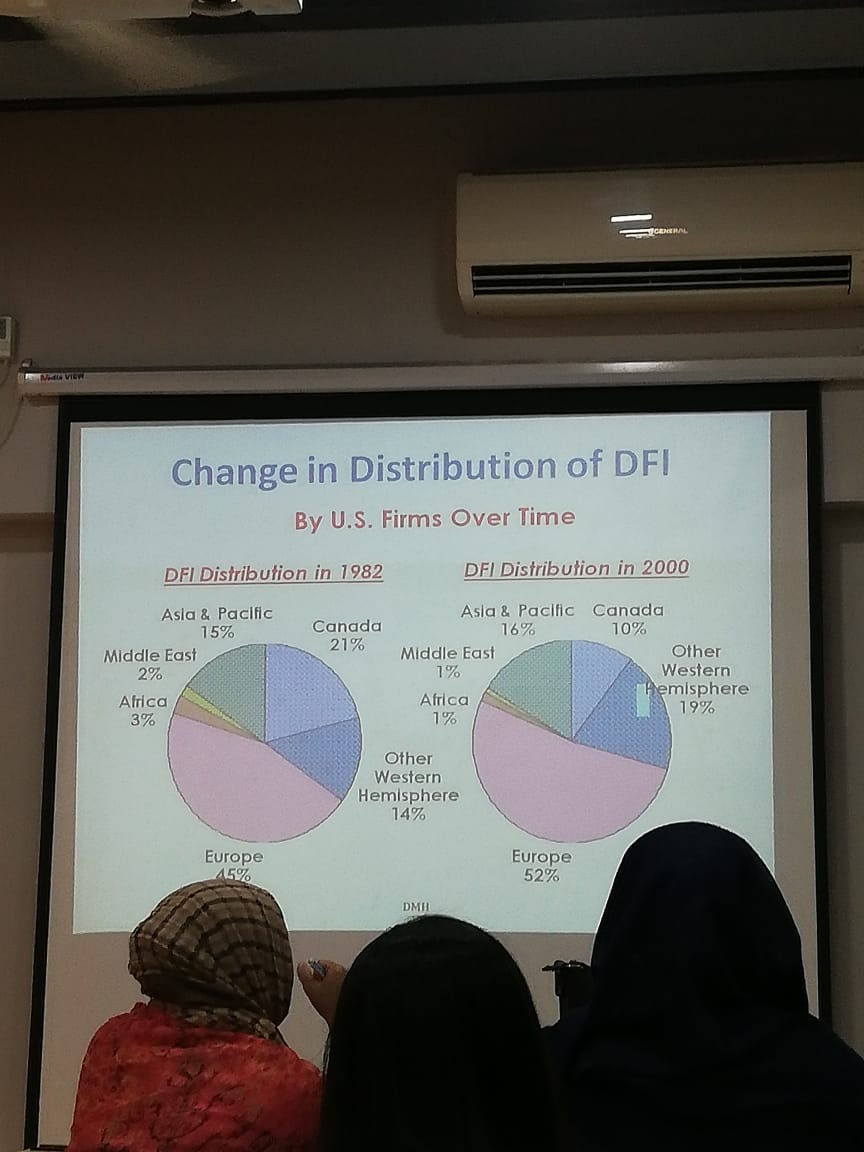 GENERAL
Media VIEW
Change in Distribution of DFI
By U.S. Firms Over Time
DFI Distribution in 1982
Asia & Pacific
15%
Canada
21%
Middle East
2%
Africa
3%
Other
Western
Hemisphere
14%
Europe
45%
DFI Distribution in 2000
Asia & Pacific
16%
Canada
10%
Middle East
1%
Other
Western
Hemisphere
19%
Africa
1%
Europe
52%
DMH